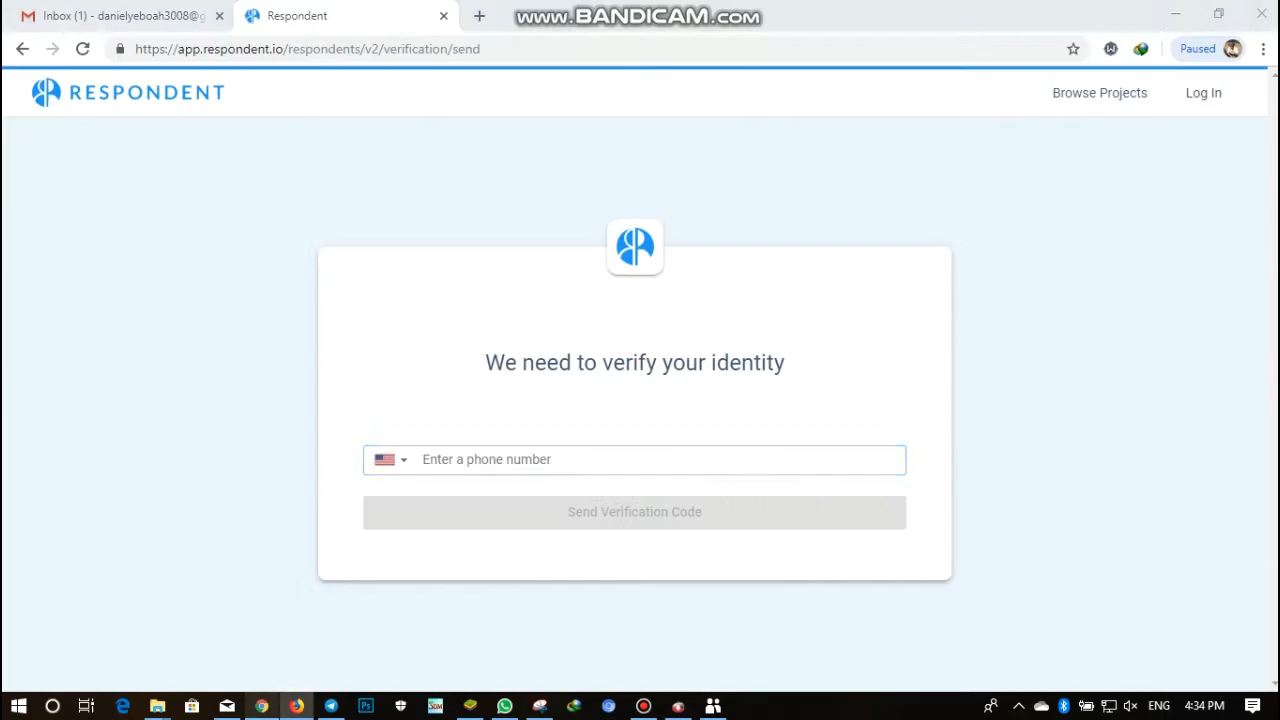 Inbox (1) - danielyeboah3008@g
Respondent
www.BANDICAM.com
https://app.respondent.io/respondents/v2/verification/send
Paused
RESPONDENT
Browse Projects
Log In
We need to verify your identity
Enter a phone number
Send Verification Code
ENG
4:34 PM